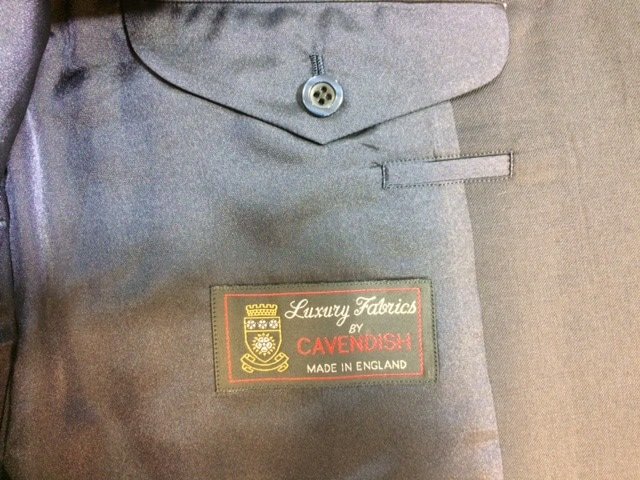 Luxury Fabrics
BY
CAVENDISH
MADE IN ENGLAND